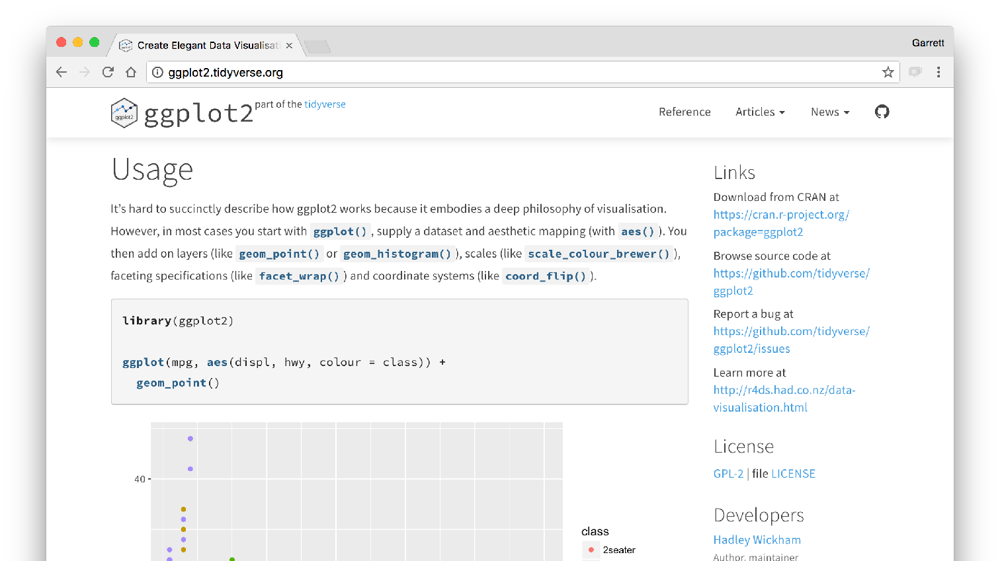 Create Elegant Data Visualisati
Garrett
ggplot2.tidyverse.org
ggplot2
ggplot2 part of the tidyverse
Reference Articles News
Usage
It’s hard to succinctly describe how ggplot2 works because it embodies a deep philosophy of visualisation.
However, in most cases you start with ggplot(), supply a dataset and aesthetic mapping (with aes()). You
then add on layers (like geom_point() or geom_histogram()), scales (like scale_colour_brewer()),
faceting specifications (like facet_wrap()) and coordinate systems (like coord_flip()).
library(ggplot2)
ggplot(mpg, aes(displ, hwy, colour = class)) +
  geom_point()
40
class
2seater
Links
Download from CRAN at
https://cran.r-project.org/
package=ggplot2
Browse source code at
https://github.com/tidyverse/
ggplot2
Report a bug at
https://github.com/tidyverse/
ggplot2/issues
Learn more at
http://r4ds.had.co.nz/data-
visualisation.html
License
GPL-2 | file LICENSE
Developers
Hadley Wickham
Author, maintainer